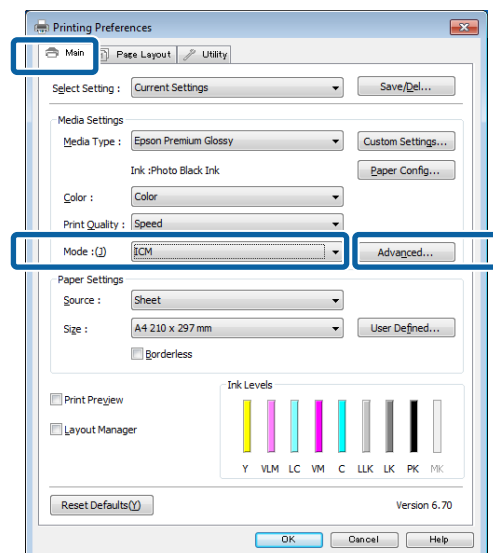 Printing Preferences
Main Page Layout Utility
Select Setting : Current Settings Save/Del...
Media Settings
Media Type : Epson Premium Glossy Custom Settings...
Ink :Photo Black Ink Paper Config...
Color : Color
Print Quality : Speed
Mode :(J) ICM Advanced...
Paper Settings
Source : Sheet
Size : A4 210 x 297 mm User Defined...
Borderless
Ink Levels
Print Preview
Layout Manager
Y VLM LC VM C LLK LK PK MK
Reset Defaults(Y) Version 6.70
OK Cancel Help